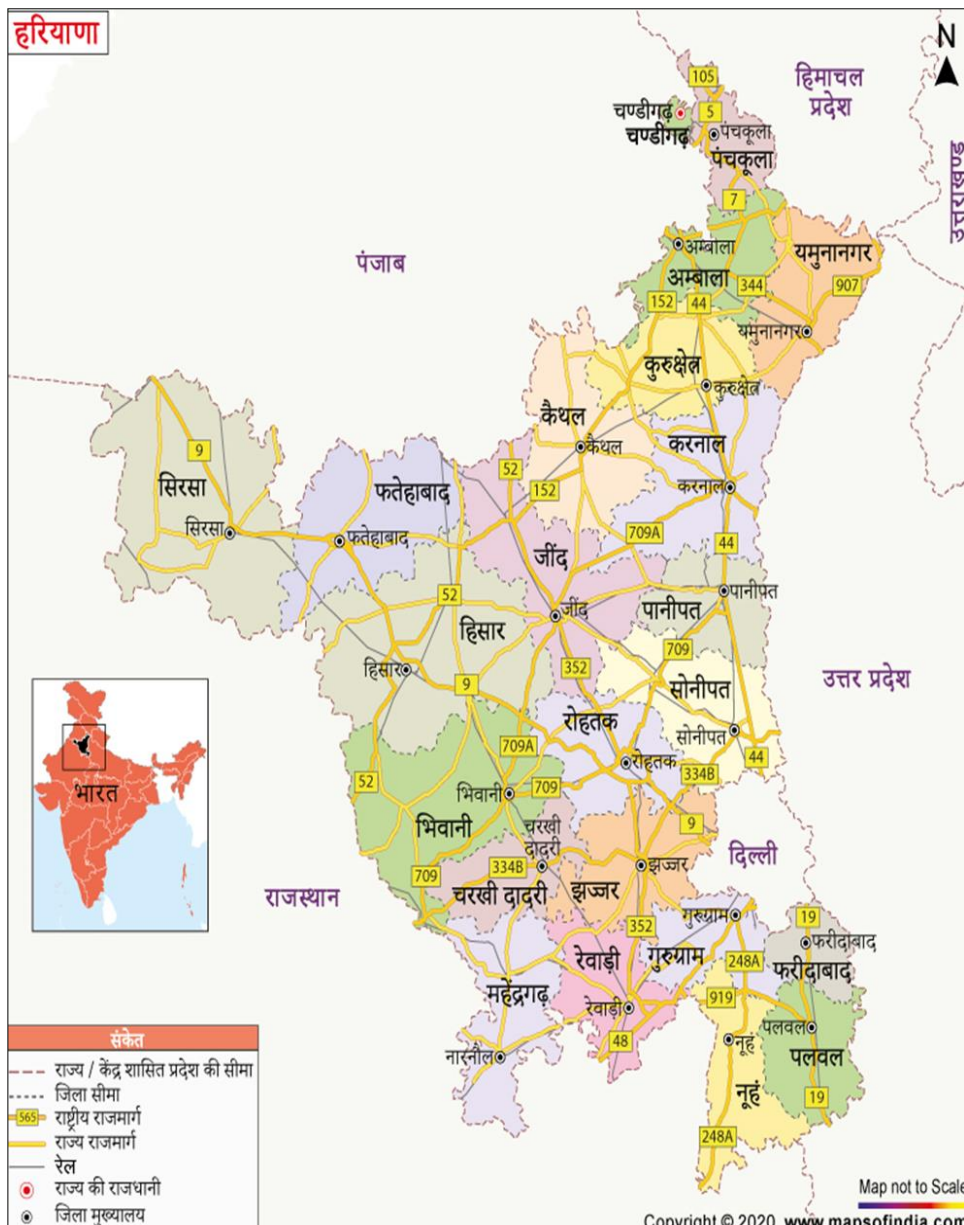 हरियाणा
N
हिमाचल
प्रदेश
उत्तराखण्ड
105
चण्डीगढ़
5
चण्डीगढ़
पंचकूला
पंचकूला
7
पंजाब
अम्बाला
यमुनानगर
अम्बाला
344
907
152
44
यमुनानगर
कुरुक्षेत्र
कुरुक्षेत्र
कैथल
करनाल
कैथल
9
52
सिरसा
फतेहाबाद
152
करनाल
सिरसा
फतेहाबाद
709A
44
जींद
52
पानीपत
जींद
पानीपत
हिसार
709
हिसार
352
सोनीपत
उत्तर प्रदेश
9
रोहतक
सोनीपत
709A
रोहतक
44
334B
52
709
भिवानी
भिवानी
चरखी
दादरी
9
दिल्ली
709
334B
झज्जर
राजस्थान
चरखी दादरी
झज्जर
352
गुरुग्राम
19
फरीदाबाद
रेवाड़ी
गुरुग्राम
248A
फरीदाबाद
महेंद्रगढ़
919
रेवाड़ी
पलवल
48
नूहं
नारनौल
पलवल
नूहं
19
248A
भारत
संकेत
राज्य / केंद्र शासित प्रदेश की सीमा
जिला सीमा
565 राष्ट्रीय राजमार्ग
राज्य राजमार्ग
रेल
राज्य की राजधानी
जिला मुख्यालय
Map not to Scale
Copyright © 2020 www.mapsofindia.com